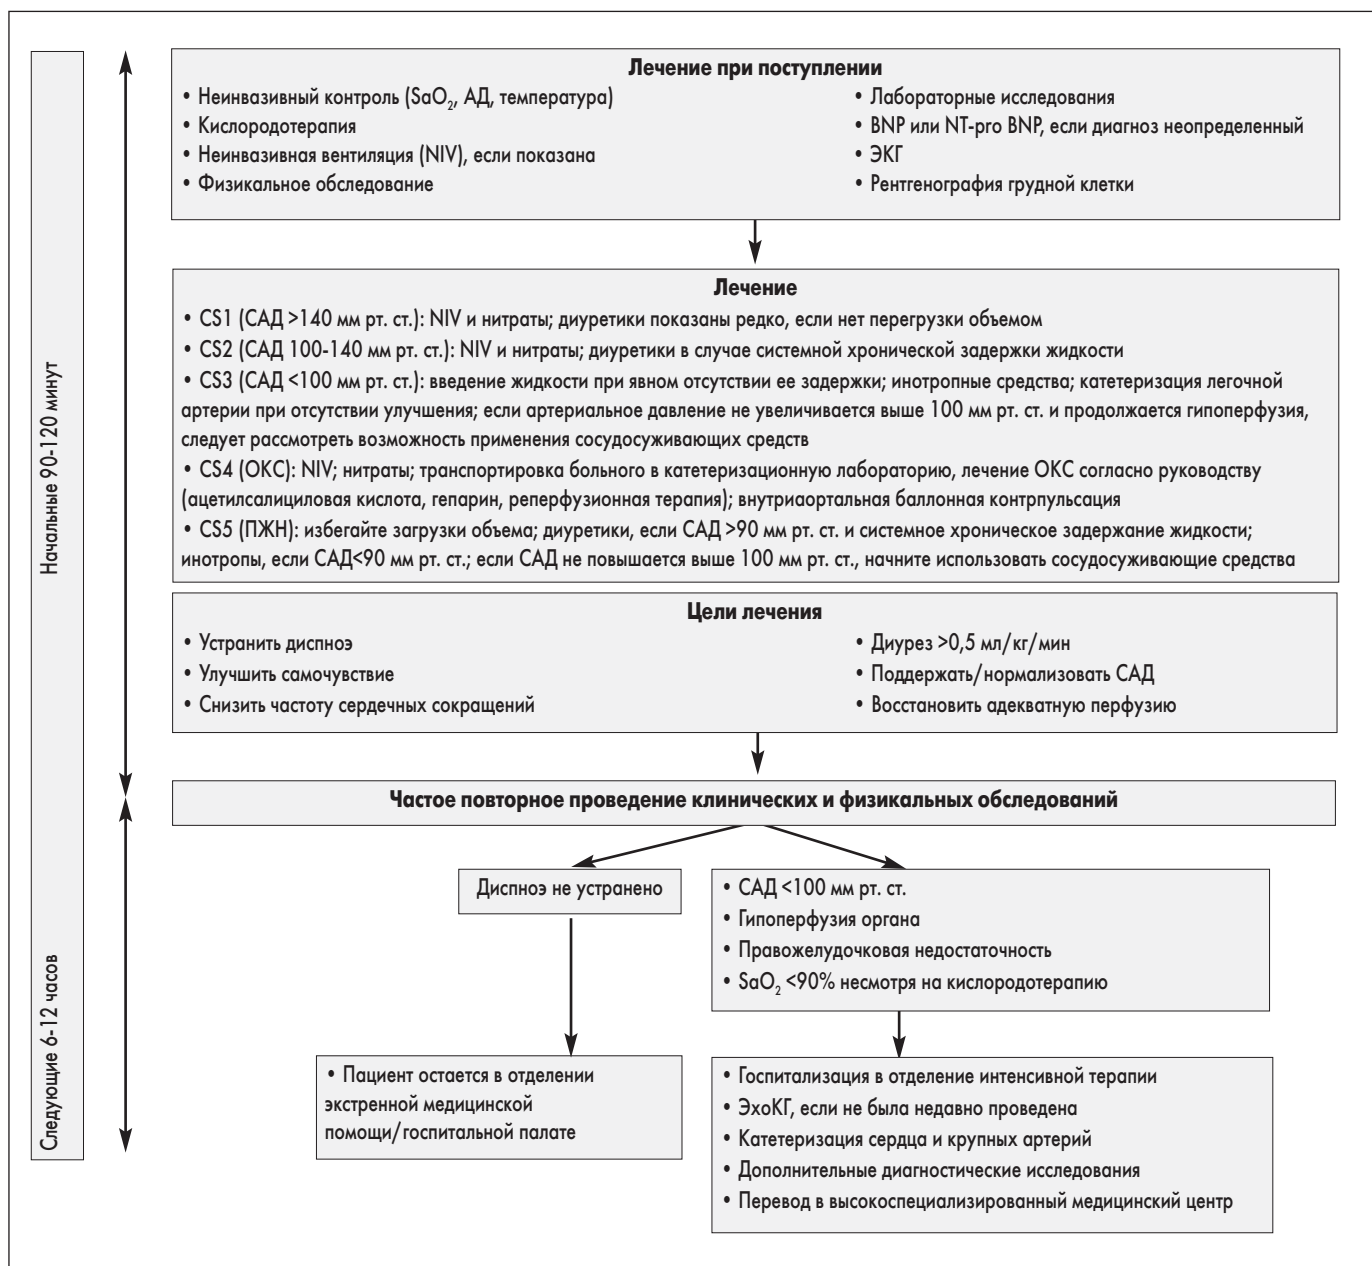 Начальные 90-120 минут
Следующие 6-12 часов
Лечение при поступлении
• Неинвазивный контроль (SaO₂, АД, температура)
• Кислородотерапия
• Неинвазивная вентиляция (NIV), если показана
• Физикальное обследование
• Лабораторные исследования
• BNP или NT-pro BNP, если диагноз неопределенный
• ЭКГ
• Рентгенография грудной клетки
Лечение
• CS1 (САД >140 мм рт. ст.): NIV и нитраты; диуретики показаны редко, если нет перегрузки объемом
• CS2 (САД 100-140 мм рт. ст.): NIV и нитраты; диуретики в случае системной хронической задержки жидкости
• CS3 (САД <100 мм рт. ст.): введение жидкости при явном отсутствии ее задержки; инотропные средства; катетеризация легочной
артерии при отсутствии улучшения; если артериальное давление не увеличивается выше 100 мм рт. ст. и продолжается гипоперфузия,
следует рассмотреть возможность применения сосудосуживающих средств
• CS4 (ОКС): NIV; нитраты; транспортировка больного в катетеризационную лабораторию, лечение ОКС согласно руководству
(ацетилсалициловая кислота, гепарин, реперфузионная терапия); внутриаортальная баллонная контрпульсация
• CS5 (ПЖН): избегайте загрузки объема; диуретики, если САД >90 мм рт. ст. и системное хроническое задержание жидкости;
инотропы, если САД<90 мм рт. ст.; если САД не повышается выше 100 мм рт. ст., начните использовать сосудосуживающие средства
Цели лечения
• Устранить диспноэ
• Улучшить самочувствие
• Снизить частоту сердечных сокращений
• Диурез >0,5 мл/кг/мин
• Поддержать/нормализовать САД
• Восстановить адекватную перфузию
Частое повторное проведение клинических и физикальных обследований
Диспноэ не устранено
• САД <100 мм рт. ст.
• Гипоперфузия органа
• Правожелудочковая недостаточность
• SaO₂ <90% несмотря на кислородотерапию
• Пациент остается в отделении
экстренной медицинской
помощи/госпитальной палате
• Госпитализация в отделение интенсивной терапии
• ЭхоКГ, если не была недавно проведена
• Катетеризация сердца и крупных артерий
• Дополнительные диагностические исследования
• Перевод в высокоспециализированный медицинский центр